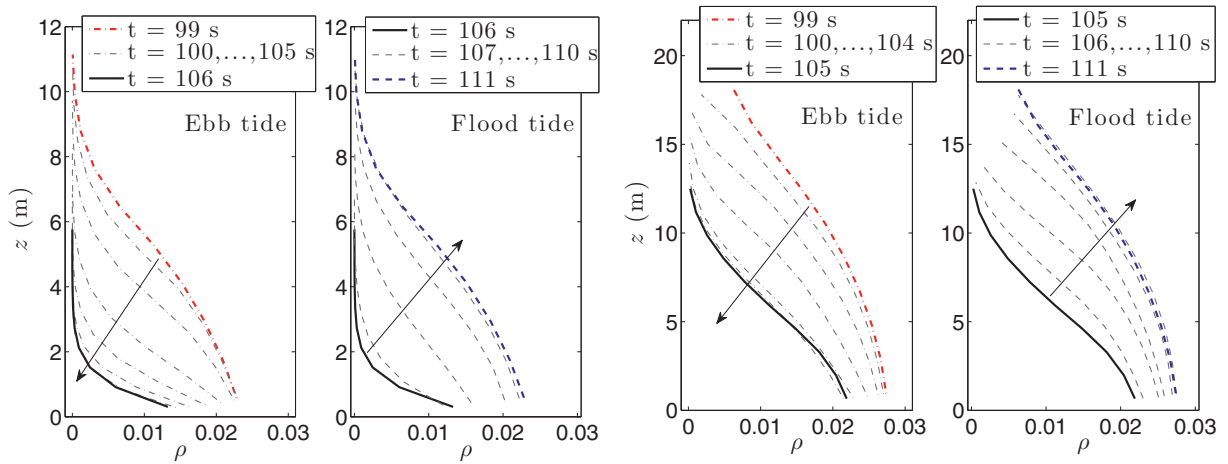 t = 99 s
t = 100,...,105 s
t = 106 s
Ebb tide
z (m)
12
10
8
6
4
2
0
0 0.01 0.02 0.03
ρ
t = 106 s
t = 107,...,110 s
t = 111 s
Flood tide
12
10
8
6
4
2
0
0 0.01 0.02 0.03
ρ
t = 99 s
t = 100,...,104 s
t = 105 s
Ebb tide
z (m)
20
15
10
5
0
0 0.01 0.02 0.03
ρ
t = 105 s
t = 106,...,110 s
t = 111 s
Flood tide
20
15
10
5
0
0 0.01 0.02 0.03
ρ